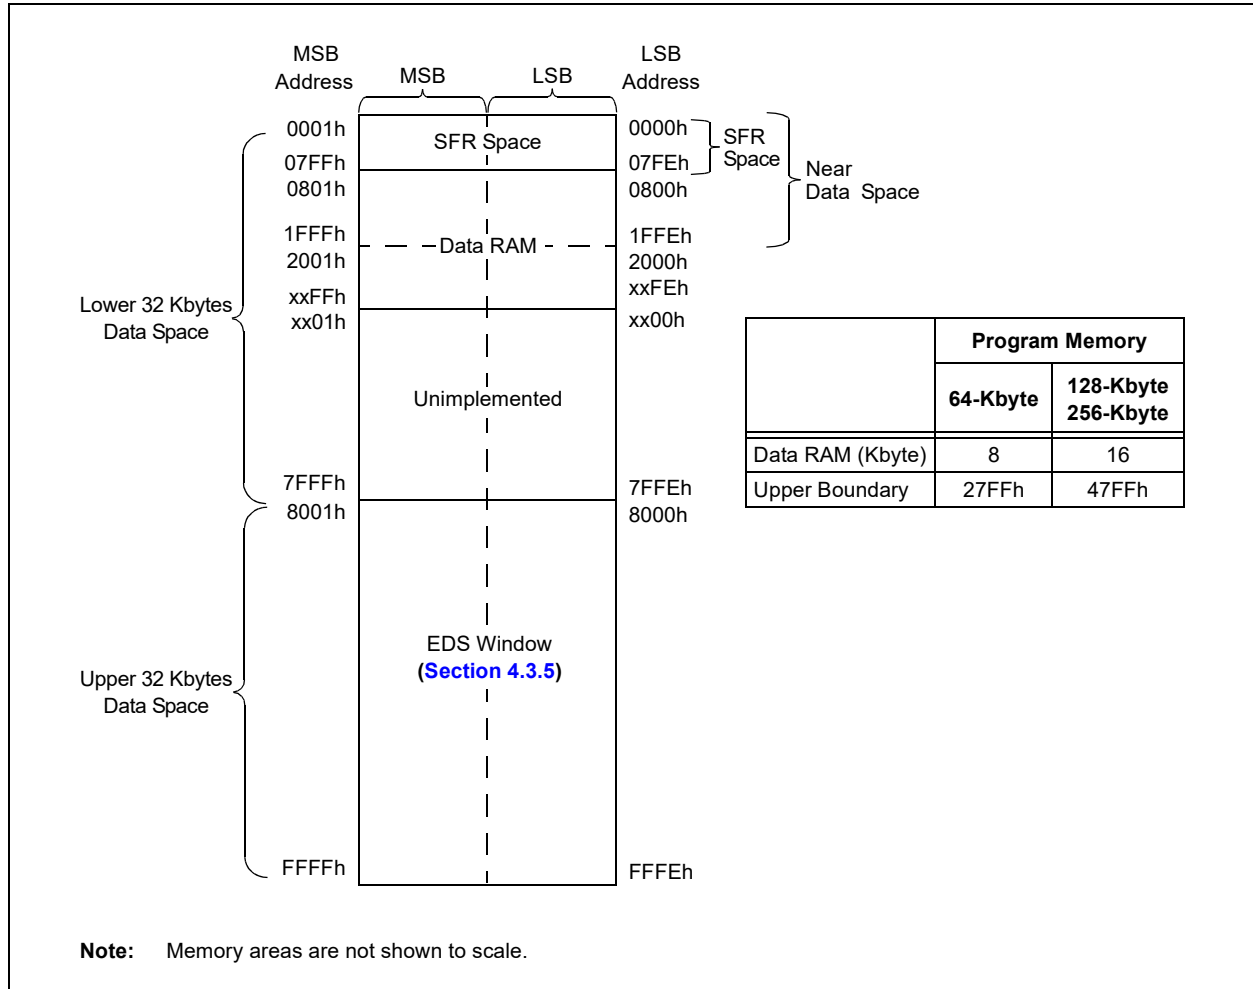 MSB
Address
MSB
LSB
LSB
Address
0001h
SFR Space
0000h
SFR
Space
07FFh
07FEh
Near
Data Space
0801h
0800h
1FFFh
Data RAM
1FFEh
2001h
2000h
xxFFh
xxFEh
Lower 32 Kbytes
Data Space
xx01h
xx00h
Unimplemented
7FFFh
7FFEh
8001h
8000h
EDS Window
(Section 4.3.5)
Upper 32 Kbytes
Data Space
FFFFh
FFFEh
Program Memory
64-Kbyte
128-Kbyte
256-Kbyte
Data RAM (Kbyte) 8 16
Upper Boundary 27FFh 47FFh
Note: Memory areas are not shown to scale.